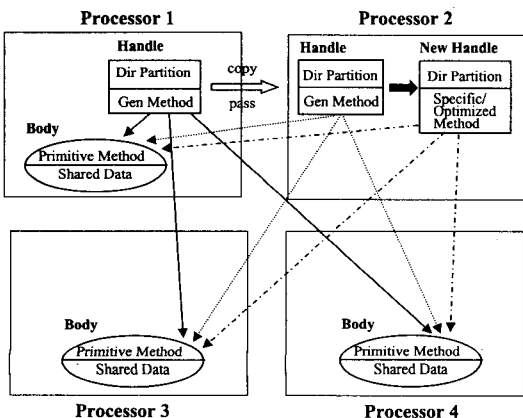 Processor 1
Processor 2
Handle
Dir Partition
Gen Method
copy
pass
Handle
Dir Partition
Gen Method
New Handle
Dir Partition
Specific/
Optimized
Method
Body
Primitive Method
Shared Data
Body
Primitive Method
Shared Data
Body
Primitive Method
Shared Data
Processor 3
Processor 4